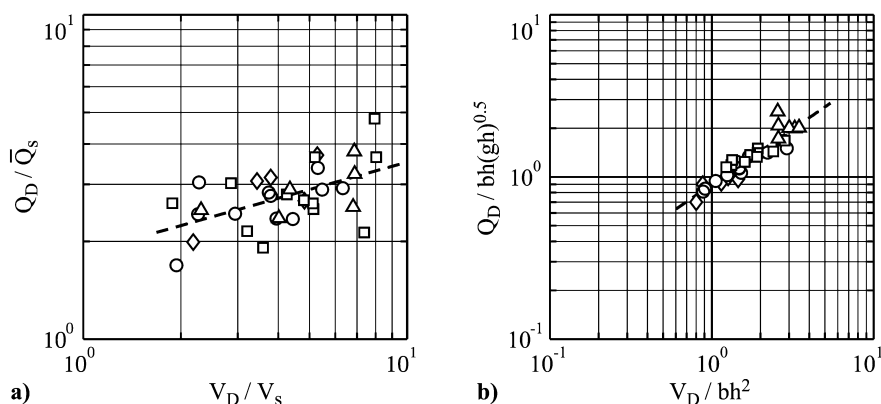 10¹
10⁰
Q_D / Q̅_s
10⁰
10¹
V_D / V_s
a)
10¹
10⁰
10⁻¹
Q_D / bh(gh)^0.5
10⁻¹
10⁰
10¹
V_D / bh²
b)